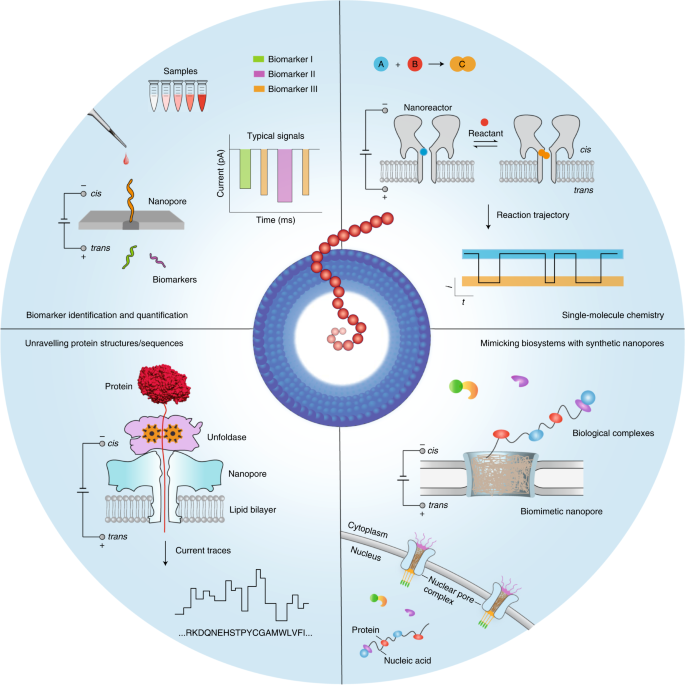 Samples
Biomarker I
Biomarker II
Biomarker III
Typical signals
Current (pA)
Time (ms)
−
cis
Nanopore
trans
+
Biomarkers
Biomarker identification and quantification
A + B C
Nanoreactor
Reactant
−
cis
+
trans
Reaction trajectory
I
t
Single-molecule chemistry
Unravelling protein structures/sequences
Protein
Unfoldase
−
cis
Nanopore
Lipid bilayer
trans
+
Current traces
...RKDQNEHSTPYCGAMWLVFI...
Mimicking biosystems with synthetic nanopores
Biological complexes
−
cis
trans
+
Biomimetic nanopore
Cytoplasm
Nucleus
Nuclear pore
complex
Protein
Nucleic acid